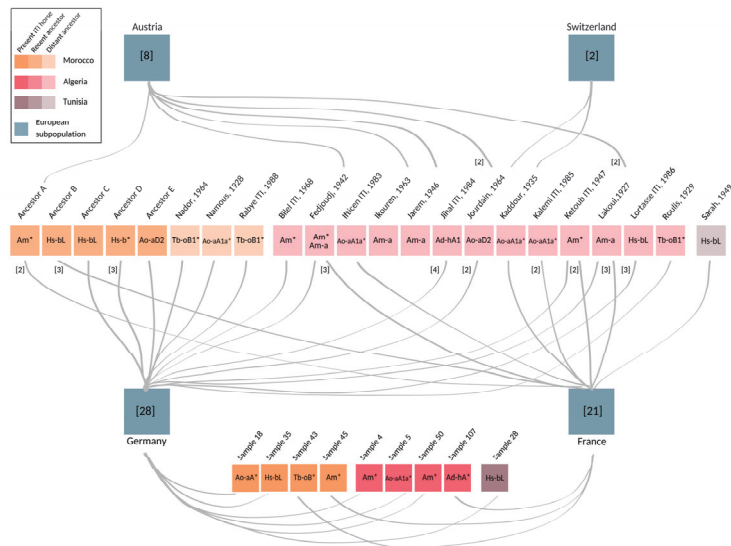 Present ITI horse
Recent ancestor
Distant ancestor
Morocco
Algeria
Tunisia
European
subpopulation
Austria
[8]
Switzerland
[2]
[2]
[2]
Ancestor A
Ancestor B
Ancestor C
Ancestor D
Ancestor E
Nador, 1964
Namous, 1928
Rabye ITI, 1988
Bilel ITI, 1968
Fedjoudj, 1942
Ifticen ITI, 1983
Ikouren, 1953
Jarem, 1946
Jihal ITI, 1984
Jourdain, 1964
Kaddour, 1935
Kalemi ITI, 1985
Ketoub ITI, 1947
Lakoul,1927
Lortasse ITI, 1986
Roulis, 1929
Sarah, 1949
Am*
Hs-bL
Hs-bL
Hs-b*
Ao-aD2
Tb-oB1*
Ao-aA1a*
Tb-oB1*
Am*
Am*
Am-a
Ao-aA1a*
Am-a
Am-a
Ad-hA1
Ao-aD2
Ao-aA1a*
Ao-aA1a*
Am*
Am-a
Hs-bL
Tb-oB1*
Hs-bL
[2]
[3]
[3]
[3]
[4]
[2]
[2]
[2]
[3]
[3]
[28]
Germany
[21]
France
Sample 18
Sample 35
Sample 43
Sample 45
Sample 4
Sample 5
Sample 50
Sample 107
Sample 28
Ao-aA*
Hs-bL
Tb-oB*
Am*
Am*
Ao-aA1a*
Am*
Ad-hA*
Hs-bL